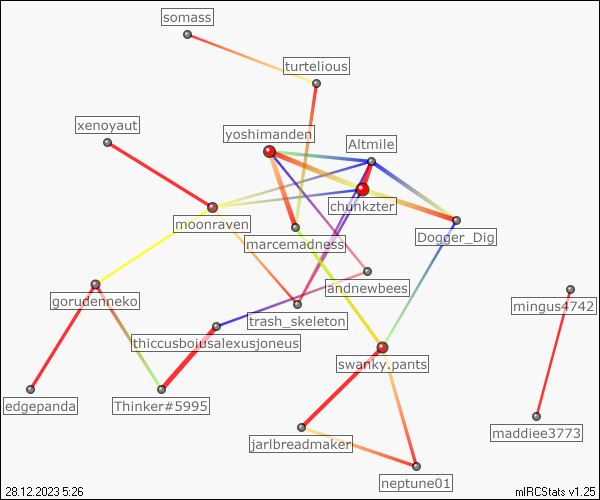 somass
turtelious
xenoyaut
yoshimanden
Altmile
chunkzter
moonraven
Dogger_Dig
marcemadness
andnewbees
gorudenneko
mingus4742
trash_skeleton
thiccusboiusalexusjoneus
swanky.pants
edgepanda
Thinker#5995
maddiee3773
jarlbreadmaker
neptune01
28.12.2023 5:26
mIRCStats v1.25